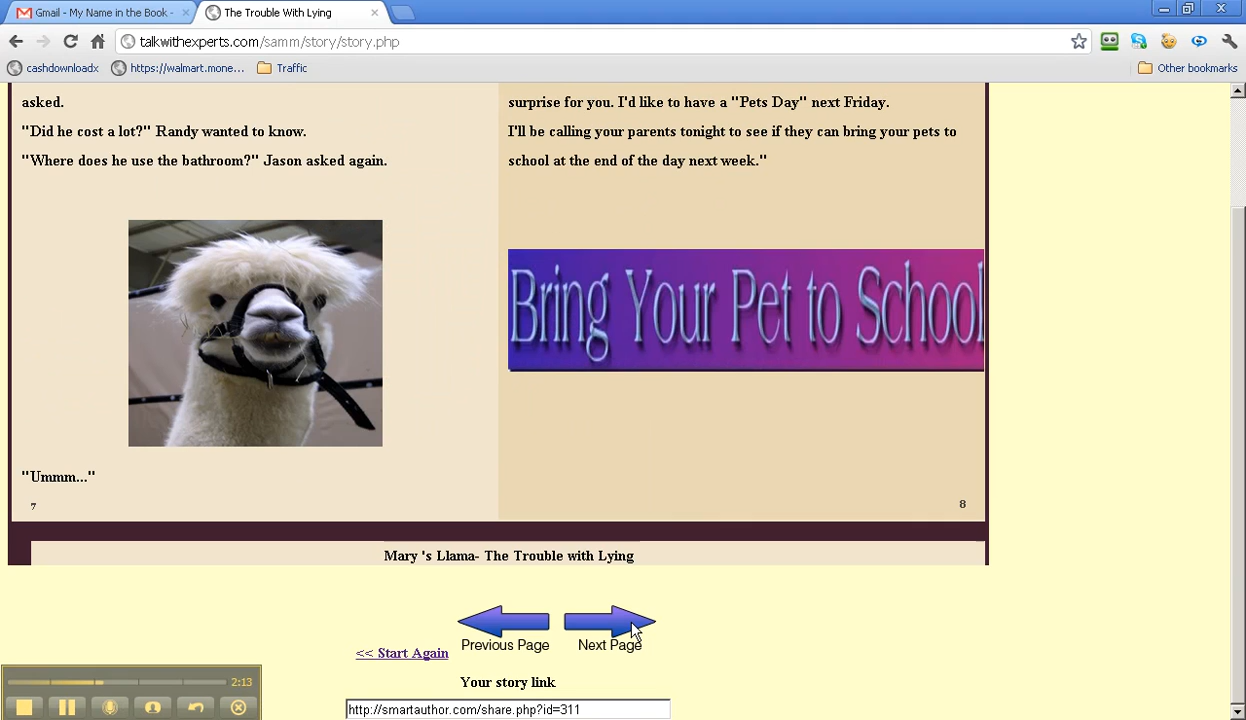 Gmail - My Name in the Book -
The Trouble With Lying
talkwithexperts.com/samm/story/story.php
cashdownloadx
https://walmart.mone...
Traffic
Other bookmarks
asked.
"Did he cost a lot?" Randy wanted to know.
"Where does he use the bathroom?" Jason asked again.
"Ummm..."
7
surprise for you. I'd like to have a "Pets Day" next Friday.
I'll be calling your parents tonight to see if they can bring your pets to
school at the end of the day next week."
Bring Your Pet to School
8
Mary 's Llama- The Trouble with Lying
Previous Page
Next Page
<< Start Again
Your story link
http://smartauthor.com/share.php?id=311
2:13